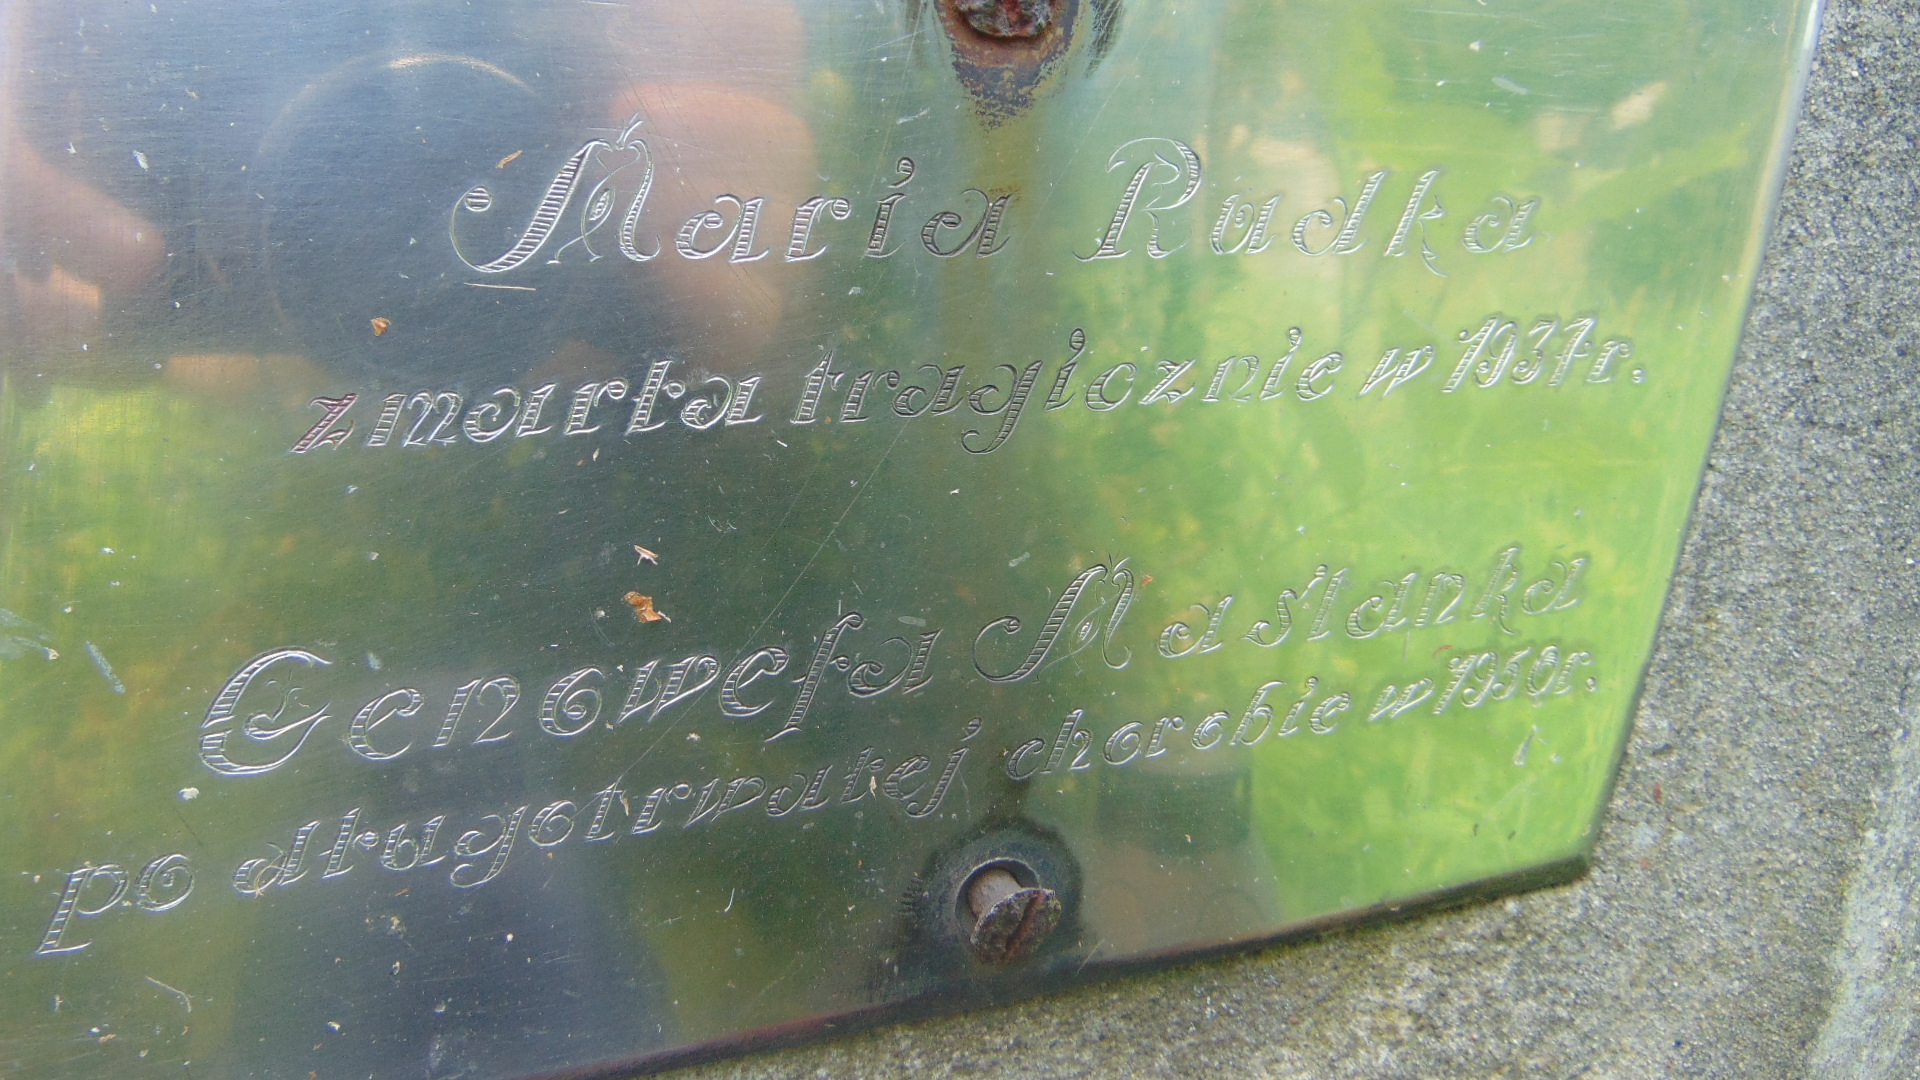 Maria Rudka
zmarła tragicznie w 1937 r.
Genowefa Maślanka
po długotrwałej chorobie w 1950 r.